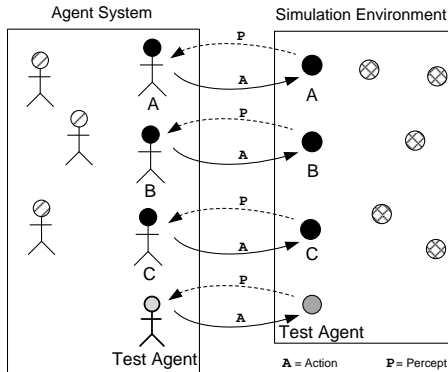 Agent System
Simulation Environment
P
A
A
A
P
A
B
B
P
A
C
C
P
A
Test Agent
Test Agent
A = Action
P = Percept